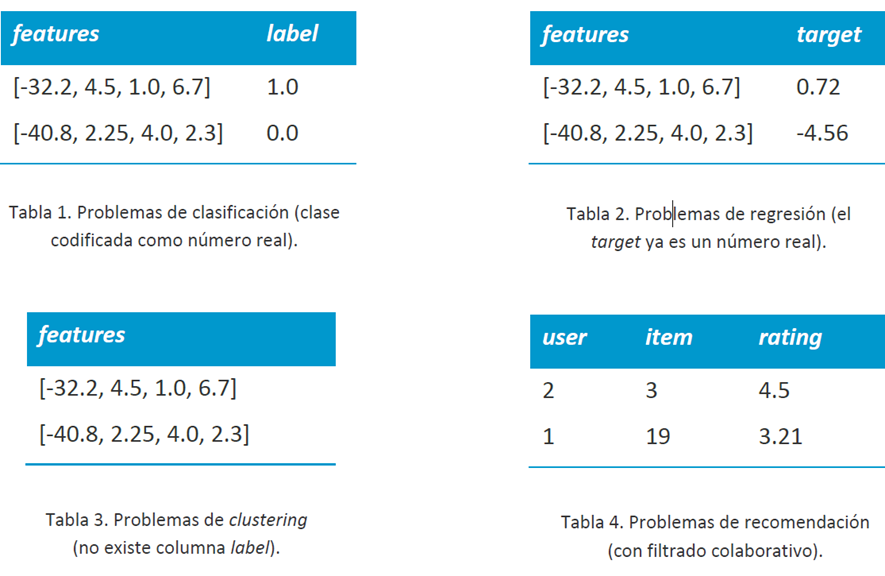 features label
[-32.2, 4.5, 1.0, 6.7] 1.0
[-40.8, 2.25, 4.0, 2.3] 0.0
Tabla 1. Problemas de clasificación (clase
codificada como número real).
features target
[-32.2, 4.5, 1.0, 6.7] 0.72
[-40.8, 2.25, 4.0, 2.3] -4.56
Tabla 2. Problemas de regresión (el
target ya es un número real).
features
[-32.2, 4.5, 1.0, 6.7]
[-40.8, 2.25, 4.0, 2.3]
Tabla 3. Problemas de clustering
(no existe columna label).
user item rating
2 3 4.5
1 19 3.21
Tabla 4. Problemas de recomendación
(con filtrado colaborativo).